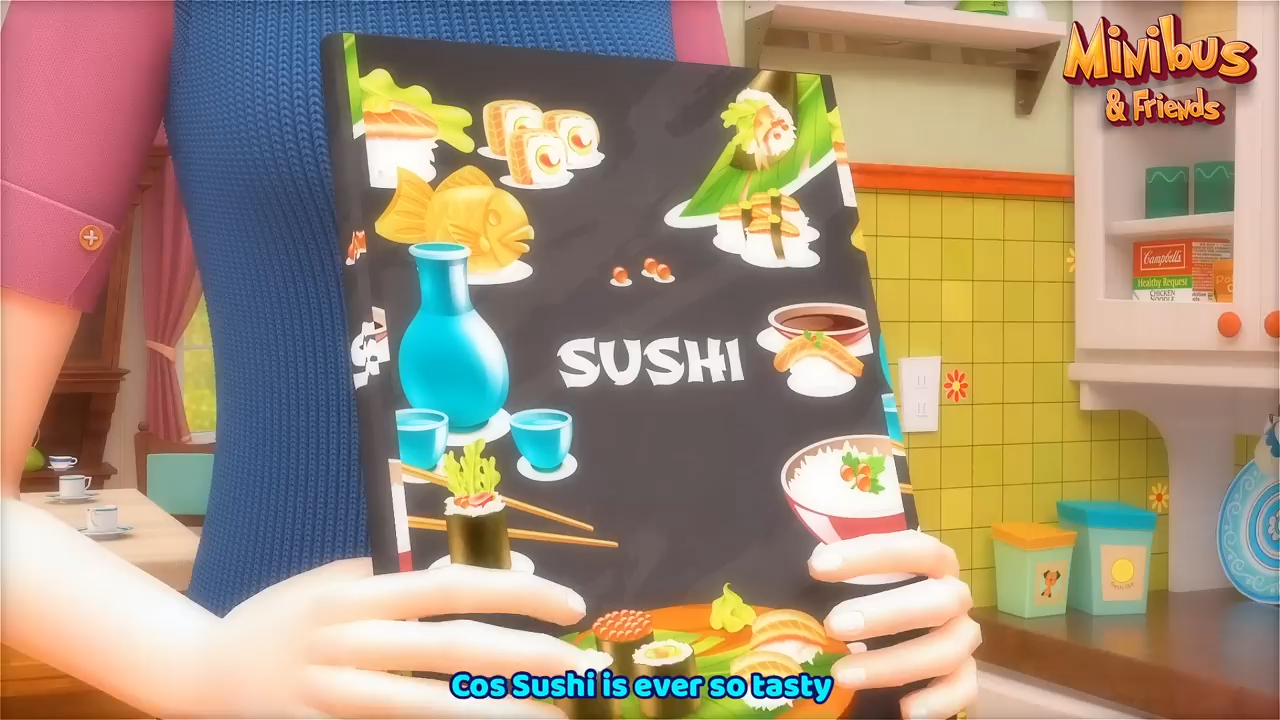 Minibus
& Friends
SUSHI
Campbell's
Healthy Request
CHICKEN
NOODLE
Cos Sushi is ever so tasty